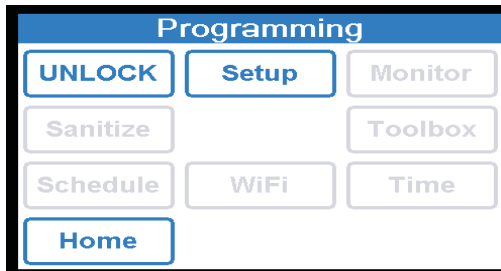 Programming
UNLOCK Setup Monitor
Sanitize Toolbox
Schedule WiFi Time
Home